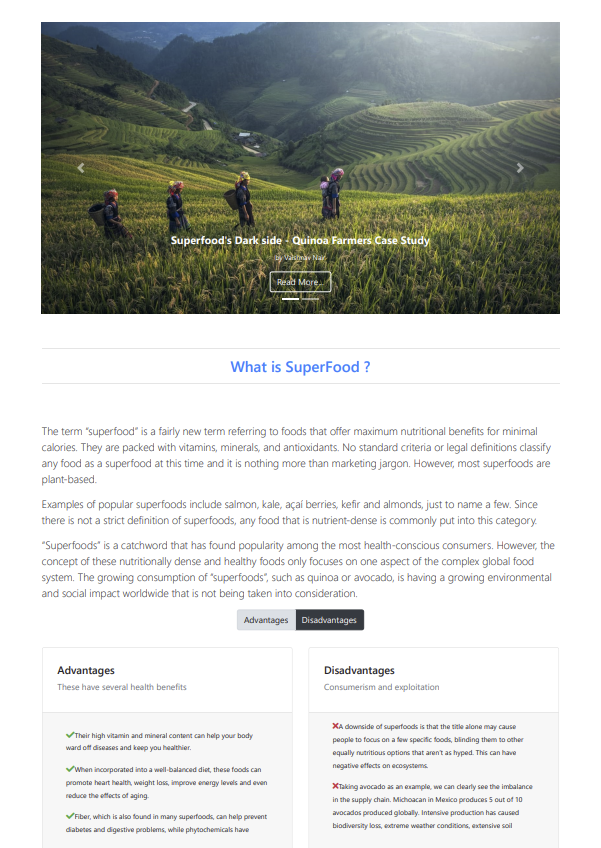 Superfood's Dark side - Quinoa Farmers Case Study
by Vaishnav Nair
Read More..
What is SuperFood ?
The term “superfood” is a fairly new term referring to foods that offer maximum nutritional benefits for minimal
calories. They are packed with vitamins, minerals, and antioxidants. No standard criteria or legal definitions classify
any food as a superfood at this time and it is nothing more than marketing jargon. However, most superfoods are
plant-based.
Examples of popular superfoods include salmon, kale, açaí berries, kefir and almonds, just to name a few. Since
there is not a strict definition of superfoods, any food that is nutrient-dense is commonly put into this category.
“Superfoods” is a catchword that has found popularity among the most health-conscious consumers. However, the
concept of these nutritionally dense and healthy foods only focuses on one aspect of the complex global food
system. The growing consumption of “superfoods”, such as quinoa or avocado, is having a growing environmental
and social impact worldwide that is not being taken into consideration.
Advantages Disadvantages
Advantages
These have several health benefits
Their high vitamin and mineral content can help your body
ward off diseases and keep you healthier.
When incorporated into a well-balanced diet, these foods can
promote heart health, weight loss, improve energy levels and even
reduce the effects of aging.
Fiber, which is also found in many superfoods, can help prevent
diabetes and digestive problems, while phytochemicals have
Disadvantages
Consumerism and exploitation
A downside of superfoods is that the title alone may cause
people to focus on a few specific foods, blinding them to other
equally nutritious options that aren't as hyped. This can have
negative effects on ecosystems.
Taking avocado as an example, we can clearly see the imbalance
in the supply chain. Michoacan in Mexico produces 5 out of 10
avocados produced globally. Intensive production has caused
biodiversity loss, extreme weather conditions, extensive soil